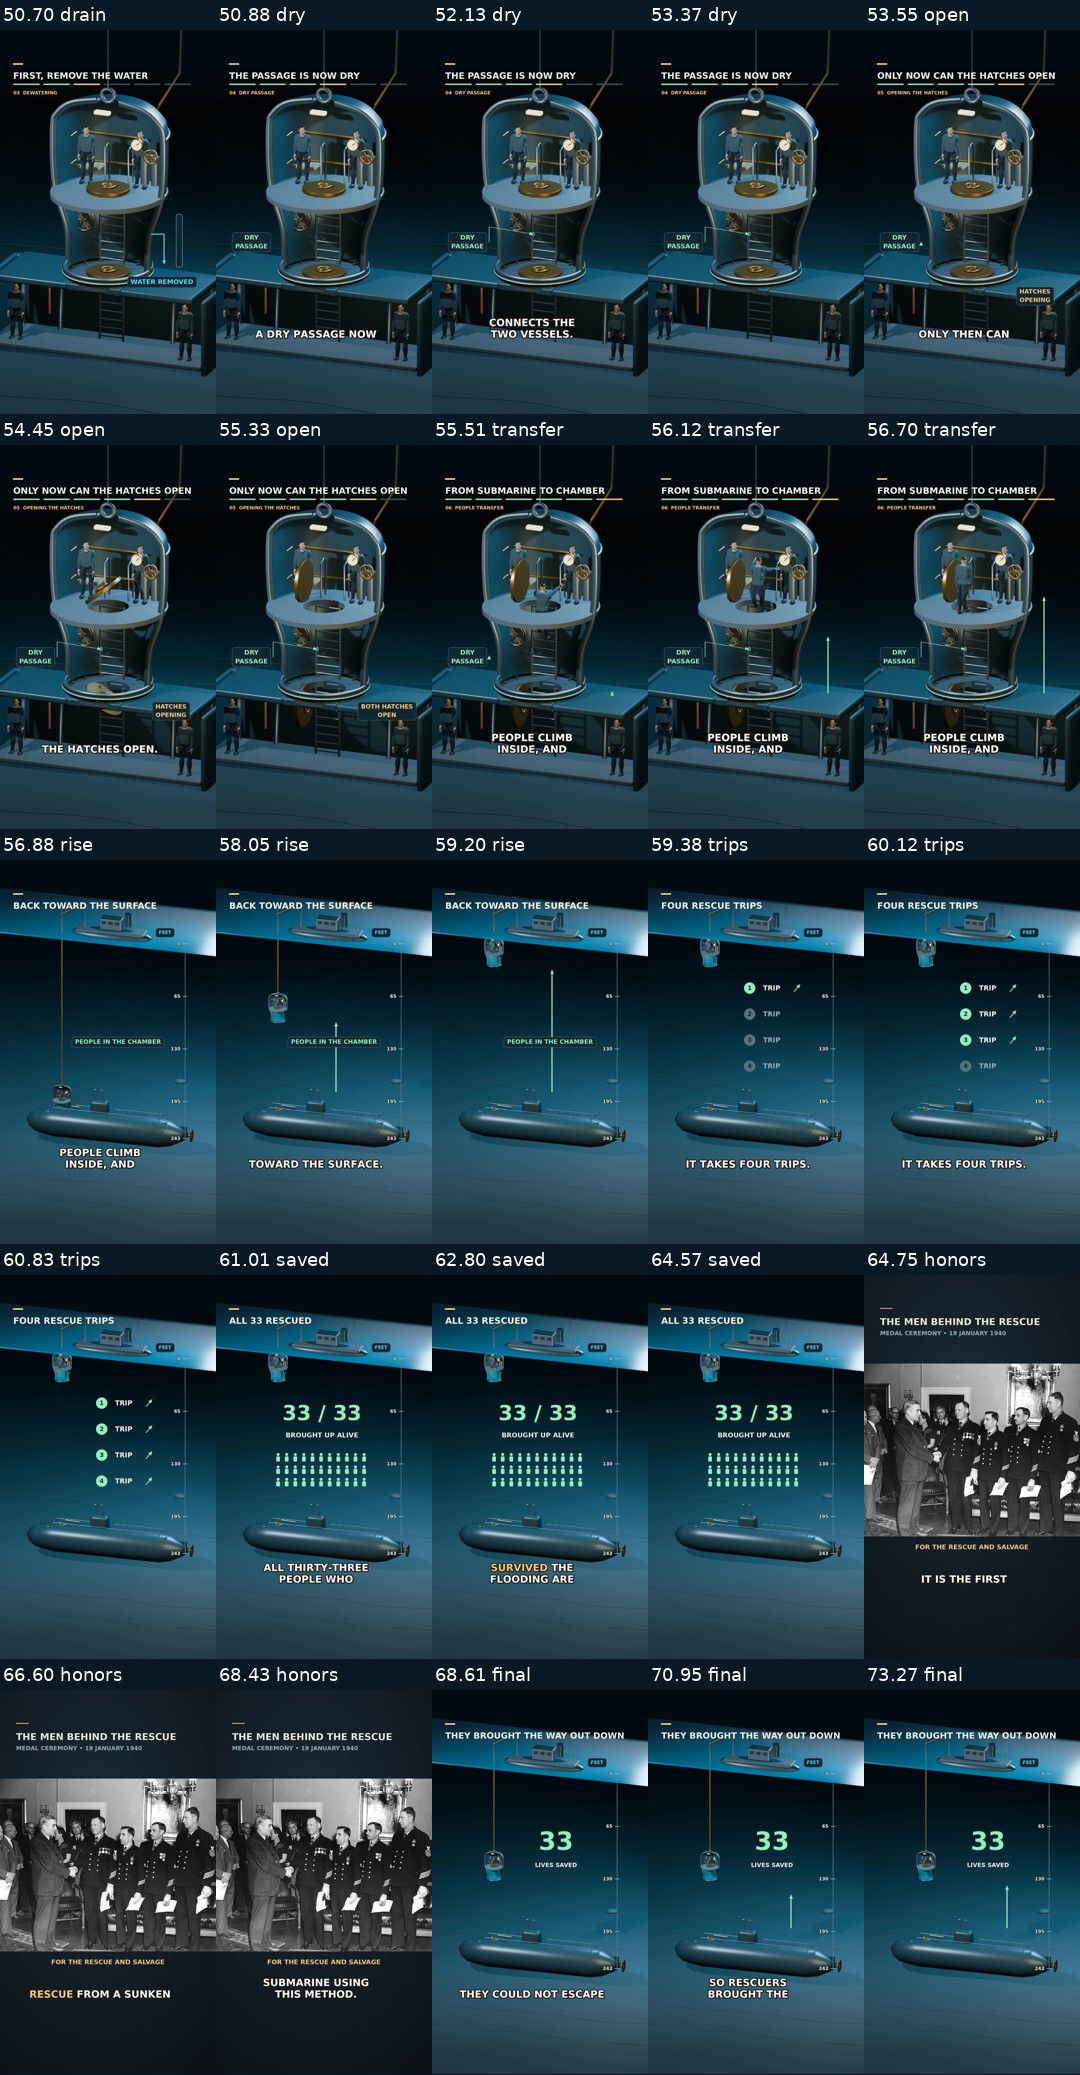 50.70 drain
FIRST, REMOVE THE WATER
03 DEWATERING
WATER REMOVED
50.88 dry
THE PASSAGE IS NOW DRY
04 DRY PASSAGE
DRY
PASSAGE
A DRY PASSAGE NOW
52.13 dry
THE PASSAGE IS NOW DRY
04 DRY PASSAGE
DRY
PASSAGE
CONNECTS THE
TWO VESSELS.
53.37 dry
THE PASSAGE IS NOW DRY
04 DRY PASSAGE
DRY
PASSAGE
53.55 open
ONLY NOW CAN THE HATCHES OPEN
05 OPENING THE HATCHES
DRY
PASSAGE
HATCHES
OPENING
ONLY THEN CAN
54.45 open
ONLY NOW CAN THE HATCHES OPEN
05 OPENING THE HATCHES
DRY
PASSAGE
HATCHES
OPENING
THE HATCHES OPEN.
55.33 open
ONLY NOW CAN THE HATCHES OPEN
05 OPENING THE HATCHES
DRY
PASSAGE
BOTH HATCHES
OPEN
55.51 transfer
FROM SUBMARINE TO CHAMBER
06 PEOPLE TRANSFER
DRY
PASSAGE
PEOPLE CLIMB
INSIDE, AND
56.12 transfer
FROM SUBMARINE TO CHAMBER
06 PEOPLE TRANSFER
DRY
PASSAGE
PEOPLE CLIMB
INSIDE, AND
56.70 transfer
FROM SUBMARINE TO CHAMBER
06 PEOPLE TRANSFER
DRY
PASSAGE
PEOPLE CLIMB
INSIDE, AND
56.88 rise
BACK TOWARD THE SURFACE
FEET
0
65
PEOPLE IN THE CHAMBER
130
195
243
PEOPLE CLIMB
INSIDE, AND
58.05 rise
BACK TOWARD THE SURFACE
FEET
0
65
PEOPLE IN THE CHAMBER
130
195
243
TOWARD THE SURFACE.
59.20 rise
BACK TOWARD THE SURFACE
FEET
0
65
PEOPLE IN THE CHAMBER
130
195
243
59.38 trips
FOUR RESCUE TRIPS
FEET
0
1 TRIP
65
2 TRIP
3 TRIP
130
4 TRIP
195
243
IT TAKES FOUR TRIPS.
60.12 trips
FOUR RESCUE TRIPS
FEET
0
1 TRIP
65
2 TRIP
3 TRIP
130
4 TRIP
195
243
IT TAKES FOUR TRIPS.
60.83 trips
FOUR RESCUE TRIPS
FEET
0
1 TRIP
65
2 TRIP
3 TRIP
130
4 TRIP
195
243
61.01 saved
ALL 33 RESCUED
FEET
0
33 / 33
65
BROUGHT UP ALIVE
130
195
243
ALL THIRTY-THREE
PEOPLE WHO
62.80 saved
ALL 33 RESCUED
FEET
0
33 / 33
65
BROUGHT UP ALIVE
130
195
243
SURVIVED THE
FLOODING ARE
64.57 saved
ALL 33 RESCUED
FEET
0
33 / 33
65
BROUGHT UP ALIVE
130
195
243
64.75 honors
THE MEN BEHIND THE RESCUE
MEDAL CEREMONY • 19 JANUARY 1940
FOR THE RESCUE AND SALVAGE
IT IS THE FIRST
66.60 honors
THE MEN BEHIND THE RESCUE
MEDAL CEREMONY • 19 JANUARY 1940
FOR THE RESCUE AND SALVAGE
RESCUE FROM A SUNKEN
68.43 honors
THE MEN BEHIND THE RESCUE
MEDAL CEREMONY • 19 JANUARY 1940
FOR THE RESCUE AND SALVAGE
SUBMARINE USING
THIS METHOD.
68.61 final
THEY BROUGHT THE WAY OUT DOWN
FEET
0
65
33
LIVES SAVED
130
195
243
THEY COULD NOT ESCAPE
70.95 final
THEY BROUGHT THE WAY OUT DOWN
FEET
0
65
33
LIVES SAVED
130
195
243
SO RESCUERS
BROUGHT THE
73.27 final
THEY BROUGHT THE WAY OUT DOWN
FEET
0
65
33
LIVES SAVED
130
195
243